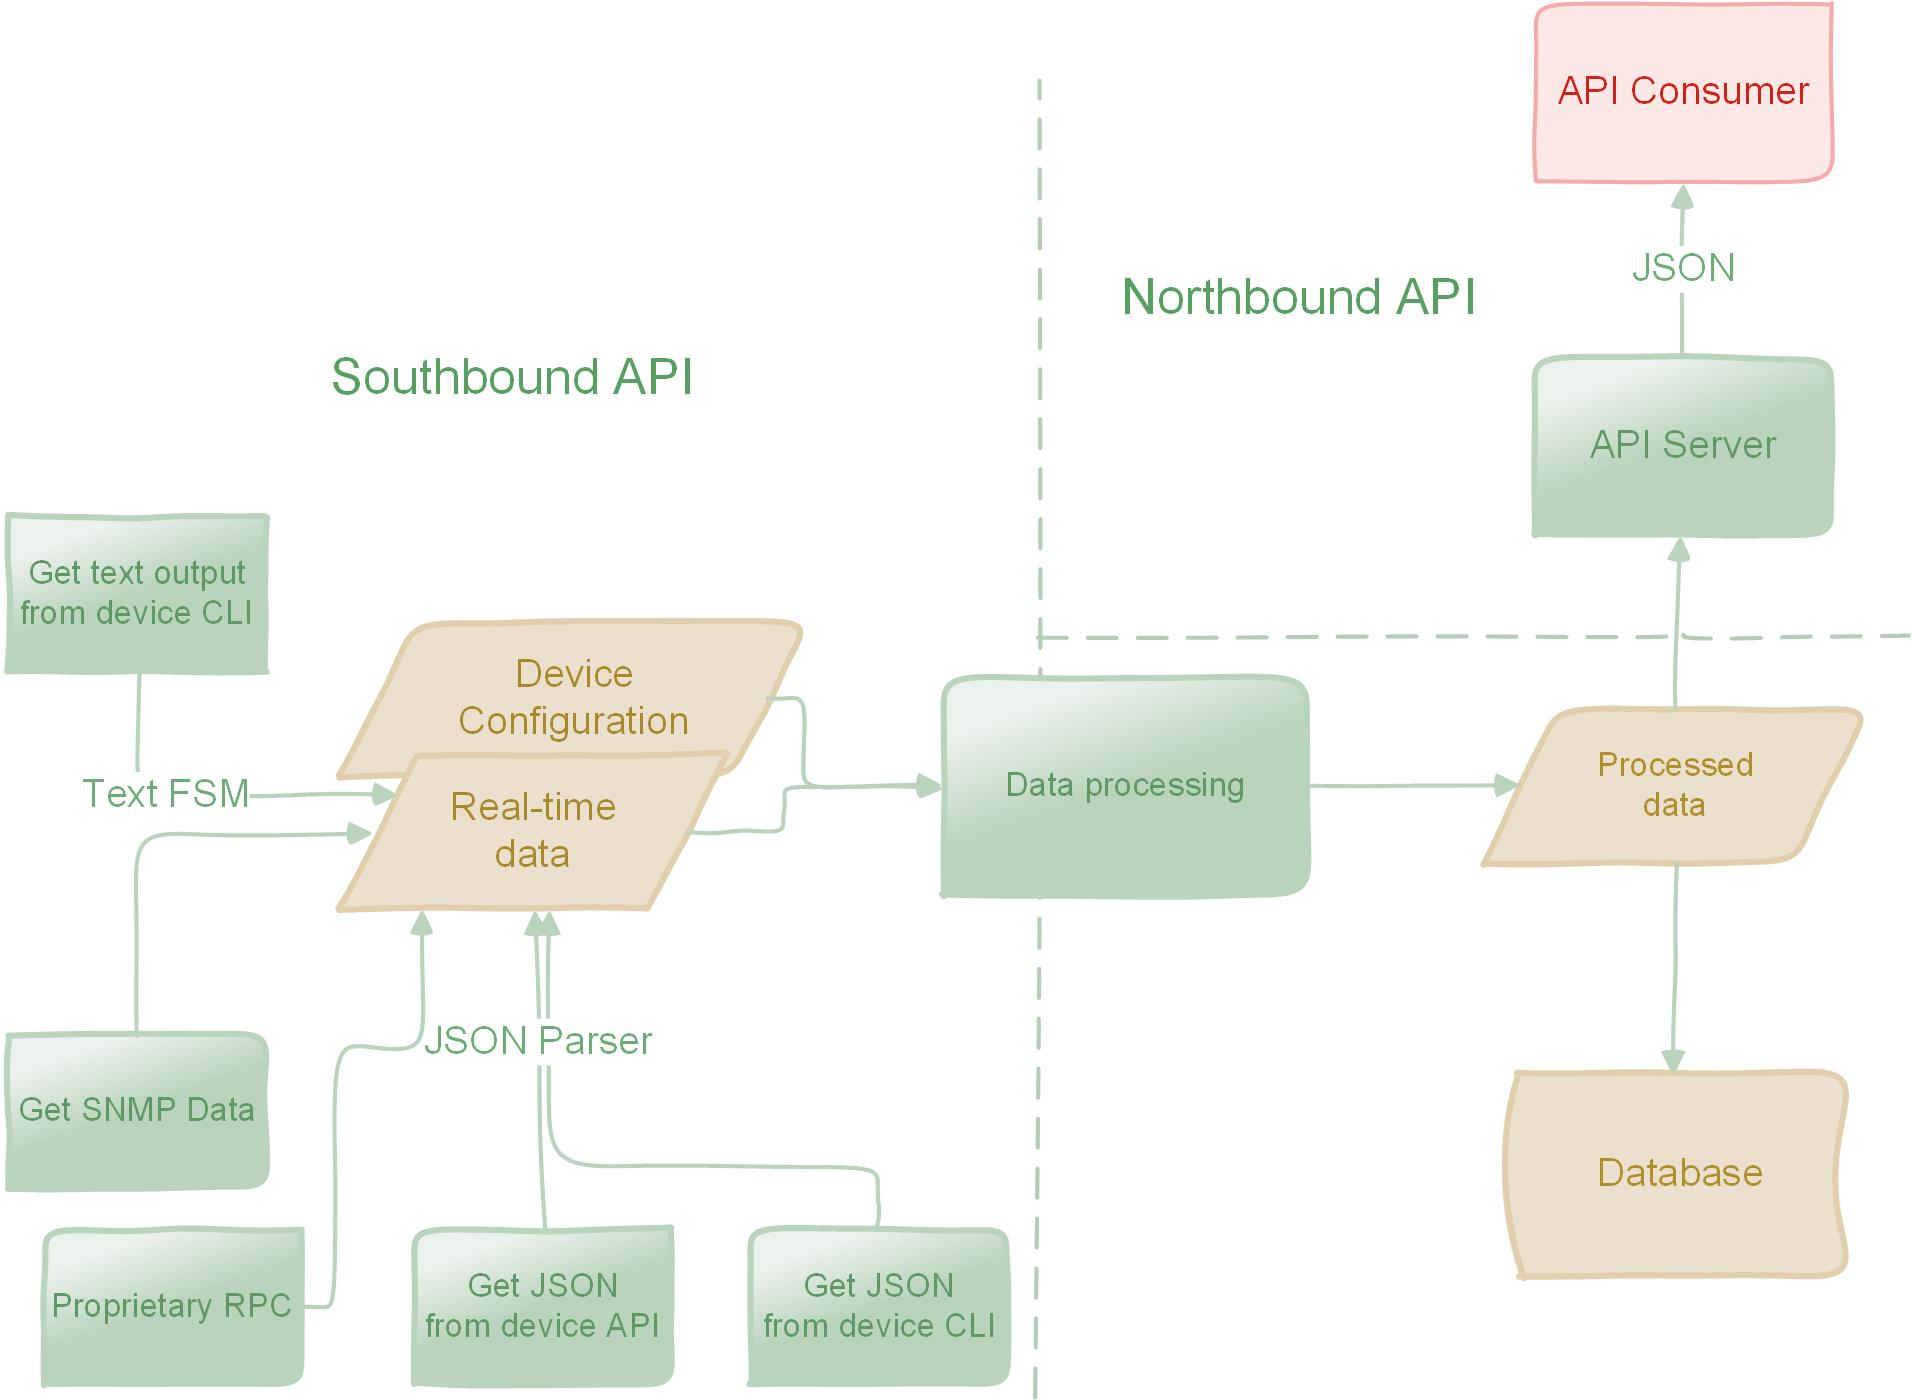 API Consumer
JSON
Northbound API
Southbound API
API Server
Get text output
from device CLI
Device
Configuration
Text FSM
Real-time
data
Data processing
Processed
data
JSON Parser
Get SNMP Data
Database
Proprietary RPC
Get JSON
from device API
Get JSON
from device CLI